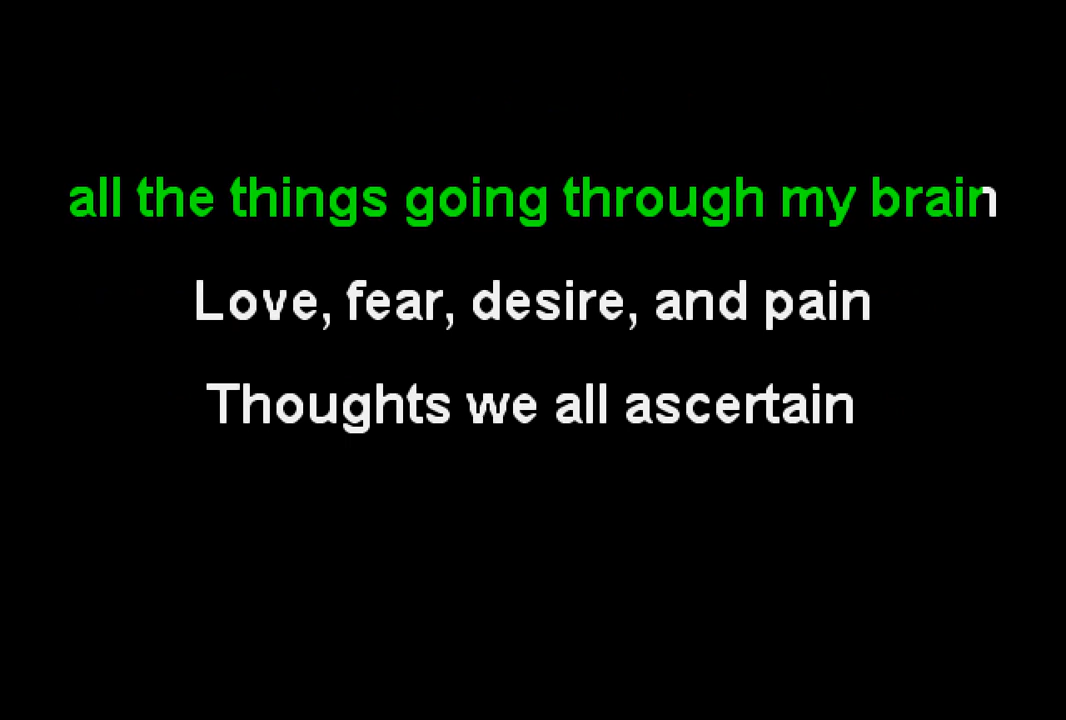 all the things going through my brain
Love, fear, desire, and pain
Thoughts we all ascertain